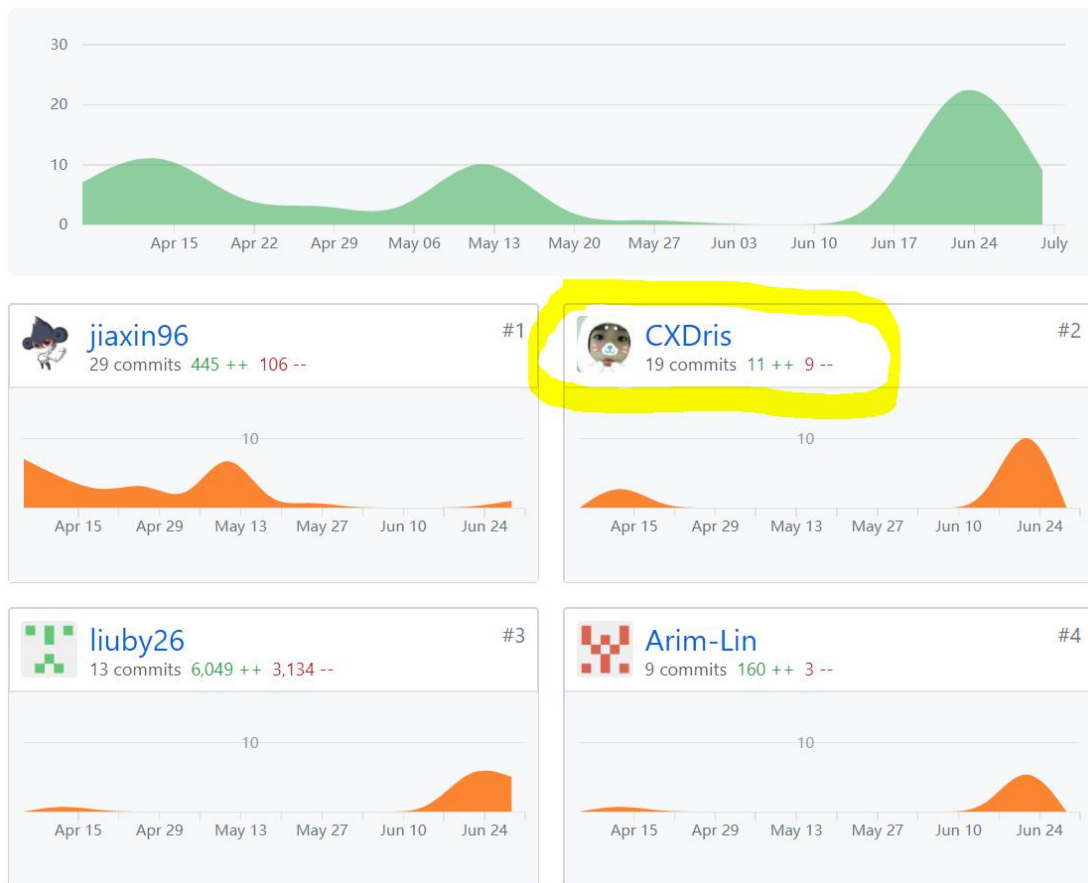 30
20
10
0
Apr 15 Apr 22 Apr 29 May 06 May 13 May 20 May 27 Jun 03 Jun 10 Jun 17 Jun 24 July
jiaxin96 #1
29 commits 445 ++ 106 --
10
Apr 15 Apr 29 May 13 May 27 Jun 10 Jun 24
CXDris #2
19 commits 11 ++ 9 --
10
Apr 15 Apr 29 May 13 May 27 Jun 10 Jun 24
liuby26 #3
13 commits 6,049 ++ 3,134 --
10
Apr 15 Apr 29 May 13 May 27 Jun 10 Jun 24
Arim-Lin #4
9 commits 160 ++ 3 --
10
Apr 15 Apr 29 May 13 May 27 Jun 10 Jun 24